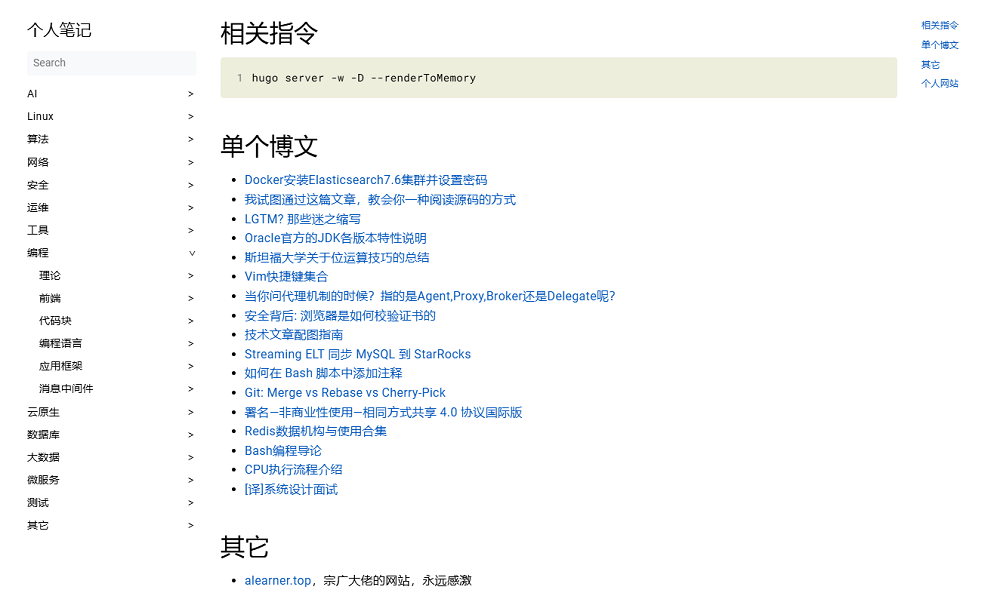 个人笔记
Search
AI >
Linux >
算法 >
网络 >
安全 >
运维 >
工具 >
编程
理论 >
前端 >
代码块 >
编程语言 >
应用框架 >
消息中间件 >
云原生 >
数据库 >
大数据 >
微服务 >
测试 >
其它 >
相关指令
1 hugo server -w -D --renderToMemory
单个博文
Docker安装Elasticsearch7.6集群并设置密码
我试图通过这篇文章，教会你一种阅读源码的方式
LGTM? 那些迷之缩写
Oracle官方的JDK各版本特性说明
斯坦福大学关于位运算技巧的总结
Vim快捷键集合
当你问代理机制的时候？指的是Agent,Proxy,Broker还是Delegate呢?
安全背后: 浏览器是如何校验证书的
技术文章配图指南
Streaming ELT 同步 MySQL 到 StarRocks
如何在 Bash 脚本中添加注释
Git: Merge vs Rebase vs Cherry-Pick
署名—非商业性使用—相同方式共享 4.0 协议国际版
Redis数据机构与使用合集
Bash编程导论
CPU执行流程介绍
[译]系统设计面试
其它
alearner.top，宗广大佬的网站，永远感激
相关指令
单个博文
其它
个人网站